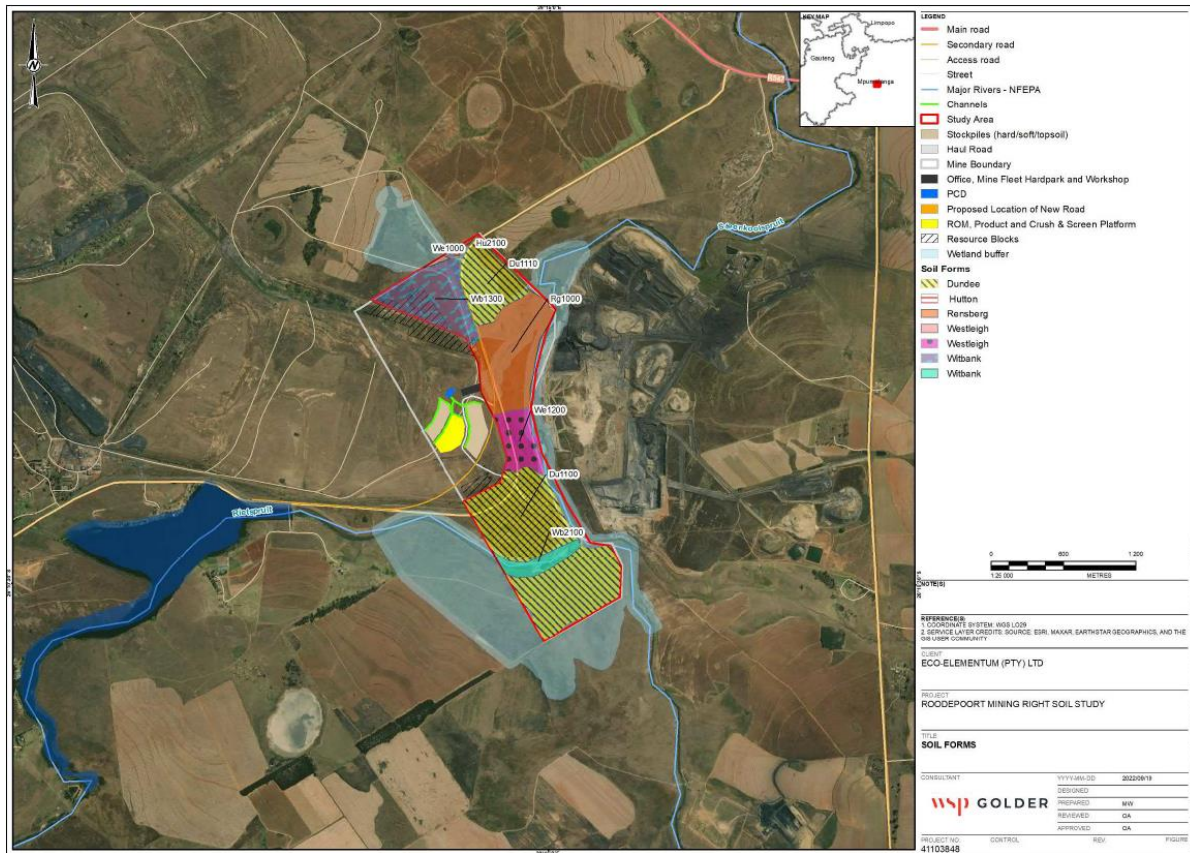 N
KEY MAP
Limpopo
Gauteng
Mpumalanga
Steenkoolspruit
Rietspruit
We1000
Hu2100
Du1110
Wb1300
Rg1000
We1200
Du1100
Wb2100
LEGEND
Main road
Secondary road
Access road
Street
Major Rivers - NFEPA
Channels
Study Area
Stockpiles (hard/soft/topsoil)
Haul Road
Mine Boundary
Office, Mine Fleet Hardpark and Workshop
PCD
Proposed Location of New Road
ROM, Product and Crush & Screen Platform
Resource Blocks
Wetland buffer
Soil Forms
Dundee
Hutton
Rensberg
Westleigh
Westleigh
Witbank
Witbank
0 600 1 200
1:25 000 METRES
NOTE(S)
REFERENCE(S)
1. COORDINATE SYSTEM: WGS LO29
2. SERVICE LAYER CREDITS: SOURCE: ESRI, MAXAR, EARTHSTAR GEOGRAPHICS, AND THE
GIS USER COMMUNITY
CLIENT
ECO-ELEMENTUM (PTY) LTD
PROJECT
ROODEPOORT MINING RIGHT SOIL STUDY
TITLE
SOIL FORMS
CONSULTANT
YYYY-MM-DD 2022/09/13
DESIGNED
PREPARED MW
REVIEWED OA
APPROVED OA
wsp GOLDER
PROJECT NO. CONTROL REV. FIGURE
41103848